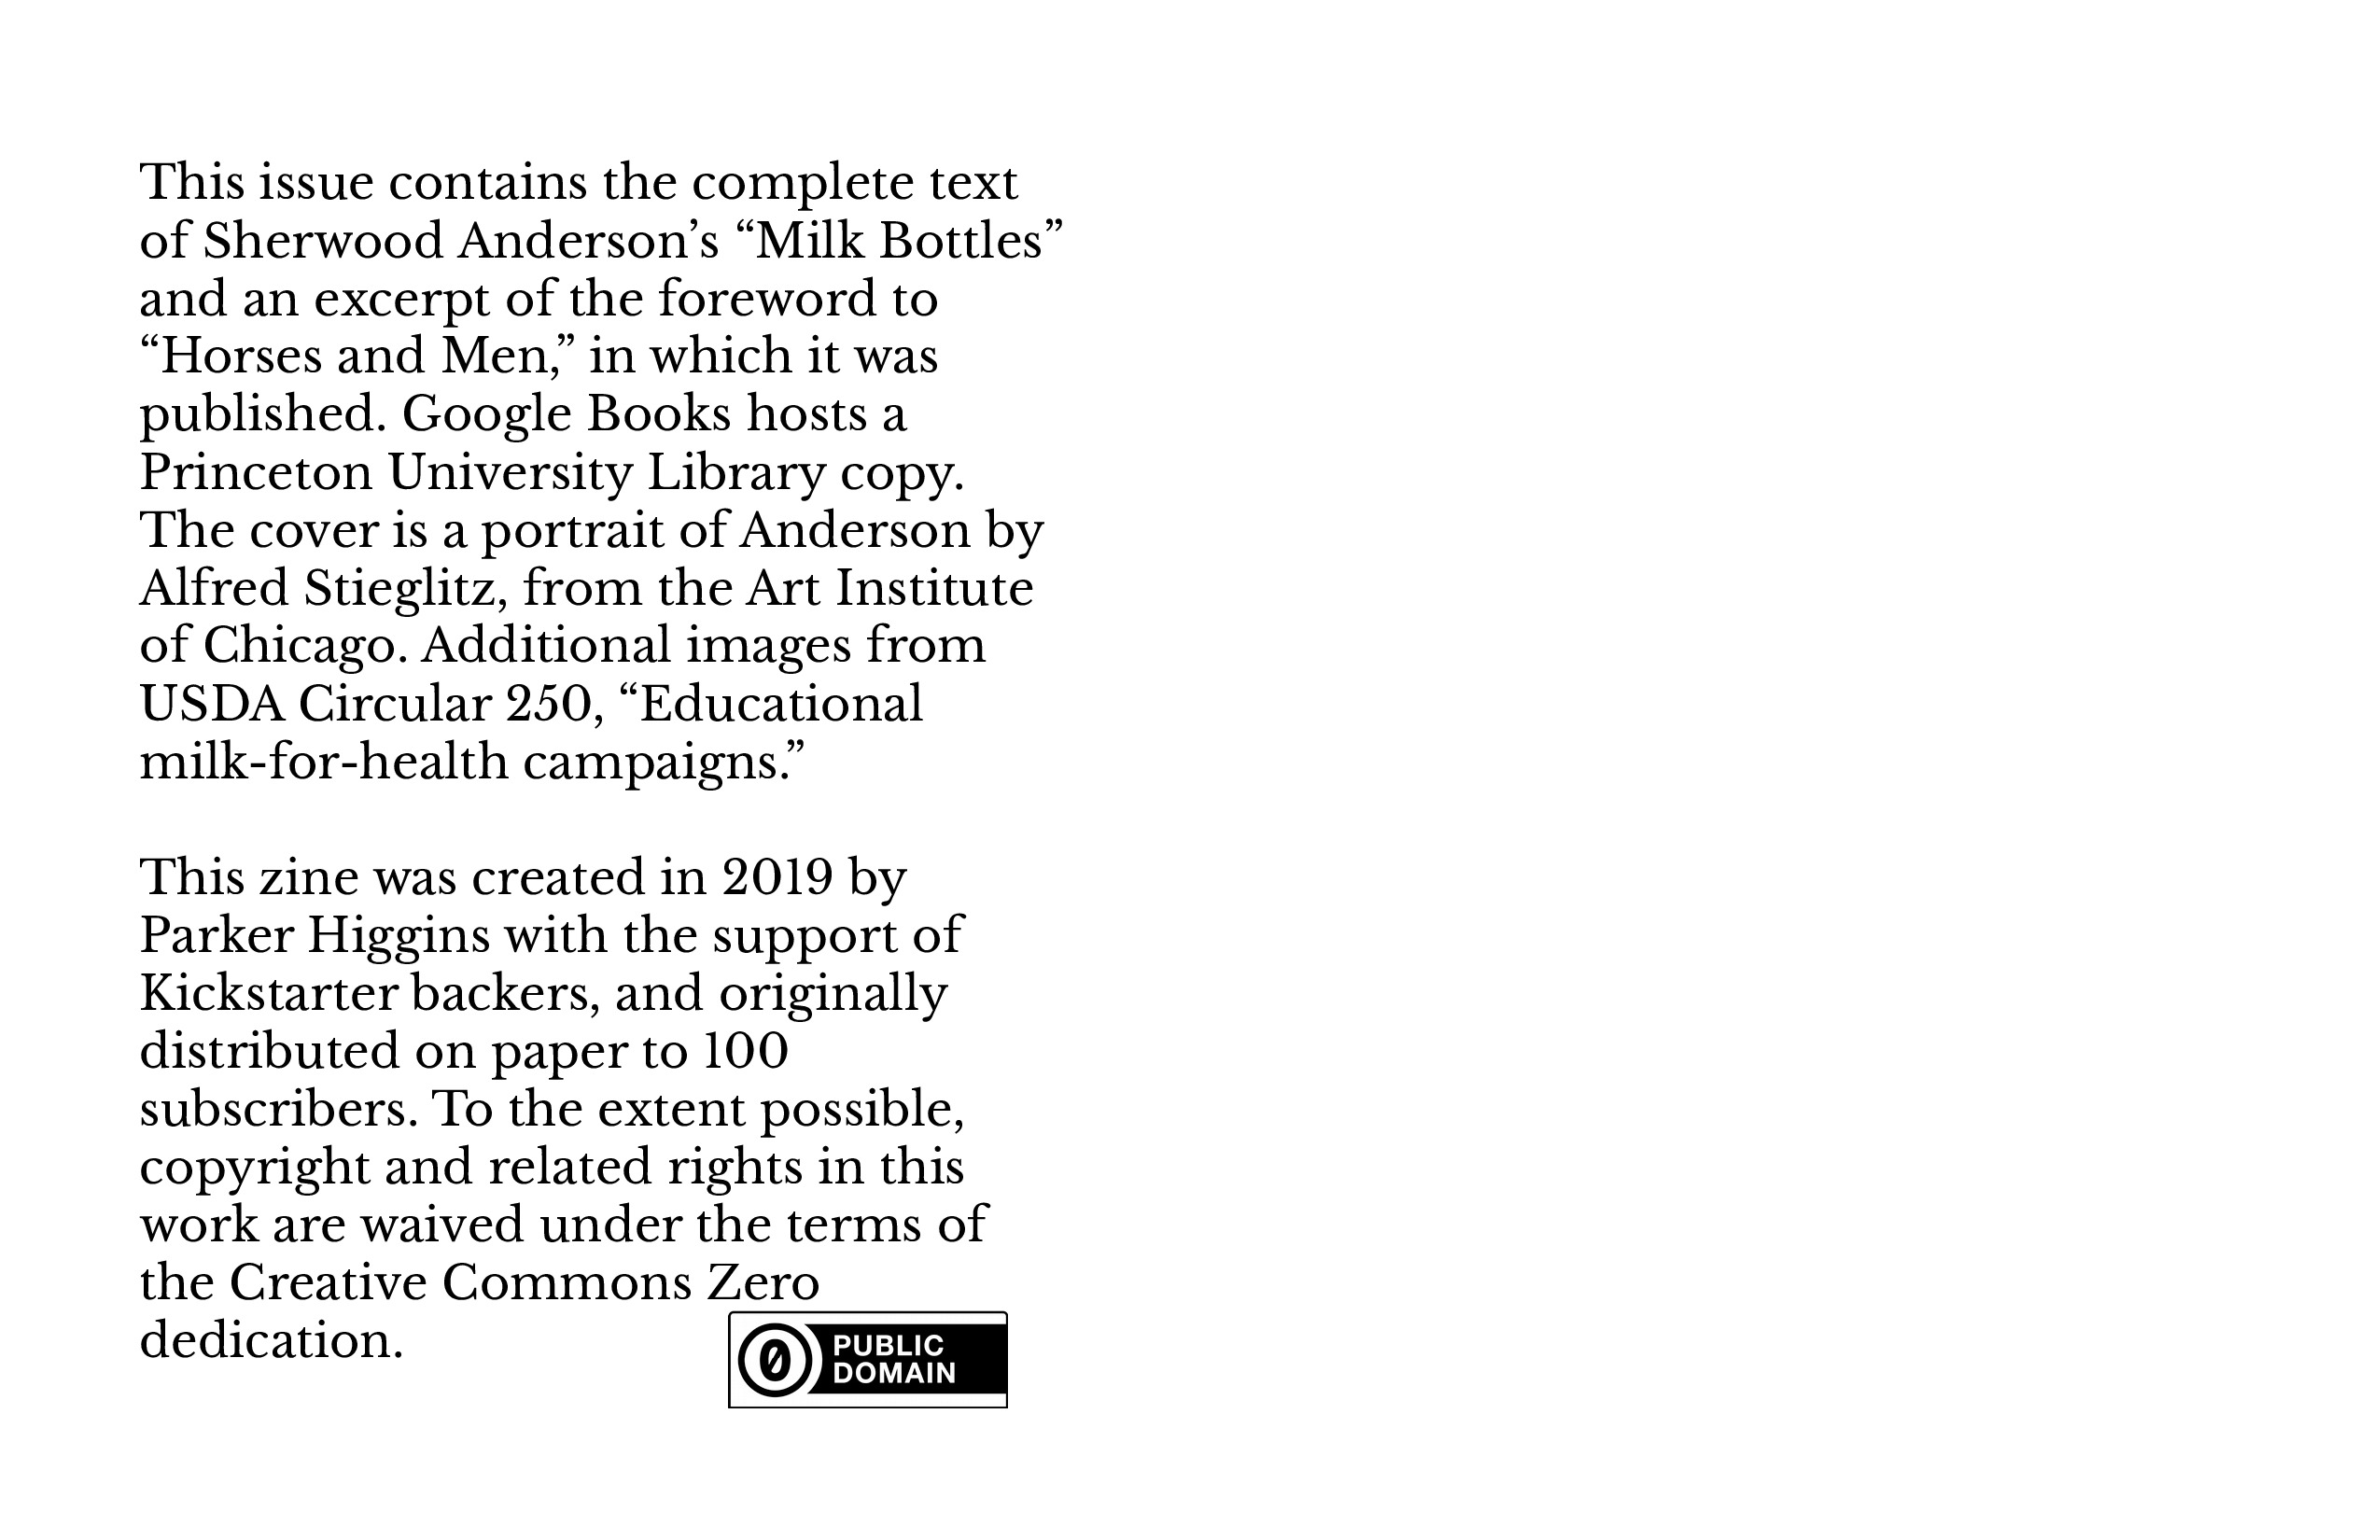 This issue contains the complete text
of Sherwood Anderson’s “Milk Bottles”
and an excerpt of the foreword to
“Horses and Men,” in which it was
published. Google Books hosts a
Princeton University Library copy.
The cover is a portrait of Anderson by
Alfred Stieglitz, from the Art Institute
of Chicago. Additional images from
USDA Circular 250, “Educational
milk-for-health campaigns.”
This zine was created in 2019 by
Parker Higgins with the support of
Kickstarter backers, and originally
distributed on paper to 100
subscribers. To the extent possible,
copyright and related rights in this
work are waived under the terms of
the Creative Commons Zero
dedication.
0
PUBLIC
DOMAIN